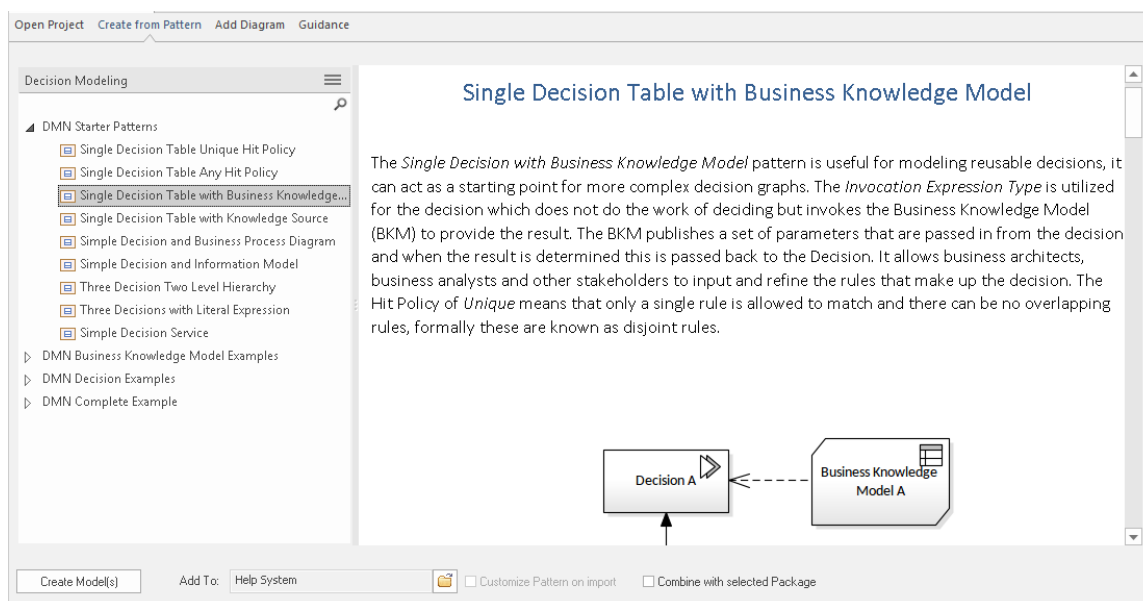 Open Project Create from Pattern Add Diagram Guidance
Decision Modeling
DMN Starter Patterns
Single Decision Table Unique Hit Policy
Single Decision Table Any Hit Policy
Single Decision Table with Business Knowledge...
Single Decision Table with Knowledge Source
Simple Decision and Business Process Diagram
Simple Decision and Information Model
Three Decision Two Level Hierarchy
Three Decisions with Literal Expression
Simple Decision Service
DMN Business Knowledge Model Examples
DMN Decision Examples
DMN Complete Example
Single Decision Table with Business Knowledge Model
The Single Decision with Business Knowledge Model pattern is useful for modeling reusable decisions, it
can act as a starting point for more complex decision graphs. The Invocation Expression Type is utilized
for the decision which does not do the work of deciding but invokes the Business Knowledge Model
(BKM) to provide the result. The BKM publishes a set of parameters that are passed in from the decision
and when the result is determined this is passed back to the Decision. It allows business architects,
business analysts and other stakeholders to input and refine the rules that make up the decision. The
Hit Policy of Unique means that only a single rule is allowed to match and there can be no overlapping
rules, formally these are known as disjoint rules.
Decision A
Business Knowledge
Model A
Create Model(s) Add To: Help System Customize Pattern on import Combine with selected Package